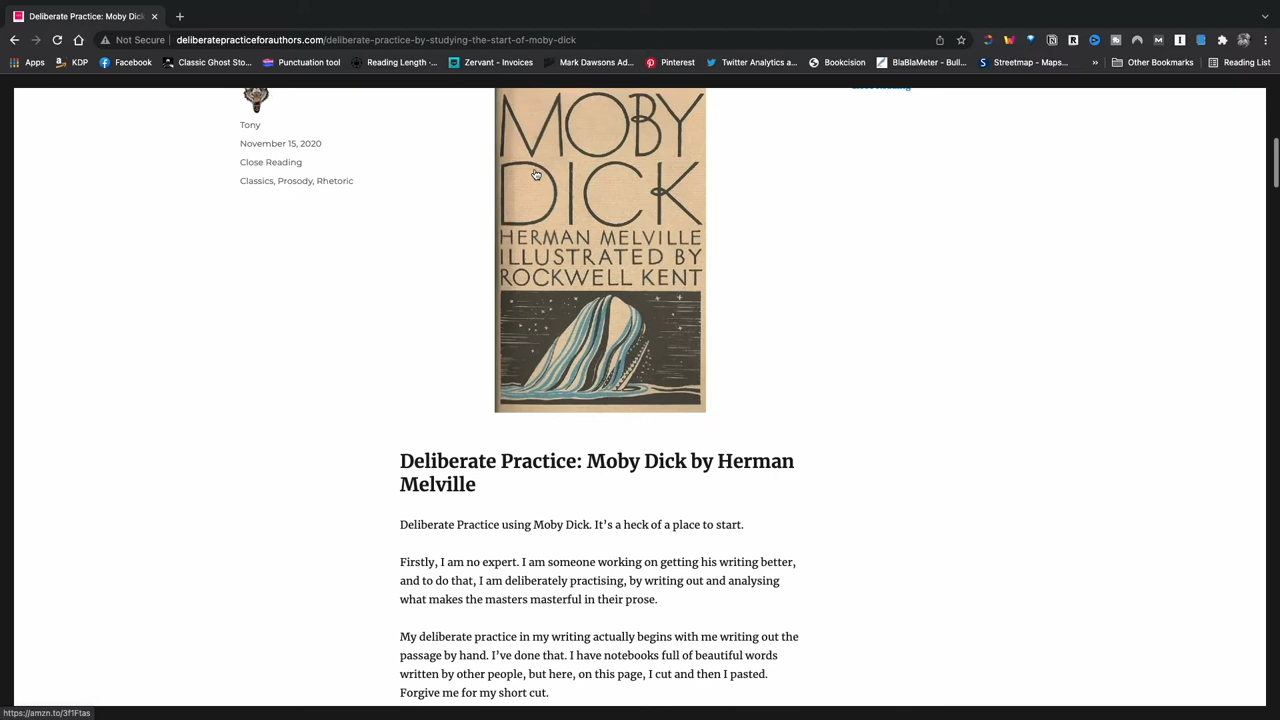 Deliberate Practice: Moby Dick
Not Secure deliberatepracticeforauthors.com/deliberate-practice-by-studying-the-start-of-moby-dick
Apps KDP Facebook Classic Ghost Sto... Punctuation tool Reading Length -... Zervant - Invoices Mark Dawsons Ad... Pinterest Twitter Analytics a... Bookcision BlaBlaMeter - Bull... Streetmap - Maps... » Other Bookmarks Reading List
Tony
November 15, 2020
Close Reading
Classics, Prosody, Rhetoric
MOBY
DICK
HERMAN MELVILLE
ILLUSTRATED BY
ROCKWELL KENT
Deliberate Practice: Moby Dick by Herman
Melville
Deliberate Practice using Moby Dick. It's a heck of a place to start.
Firstly, I am no expert. I am someone working on getting his writing better,
and to do that, I am deliberately practising, by writing out and analysing
what makes the masters masterful in their prose.
My deliberate practice in my writing actually begins with me writing out the
passage by hand. I've done that. I have notebooks full of beautiful words
written by other people, but here, on this page, I cut and then I pasted.
Forgive me for my short cut.
https://amzn.to/3f1Ftas